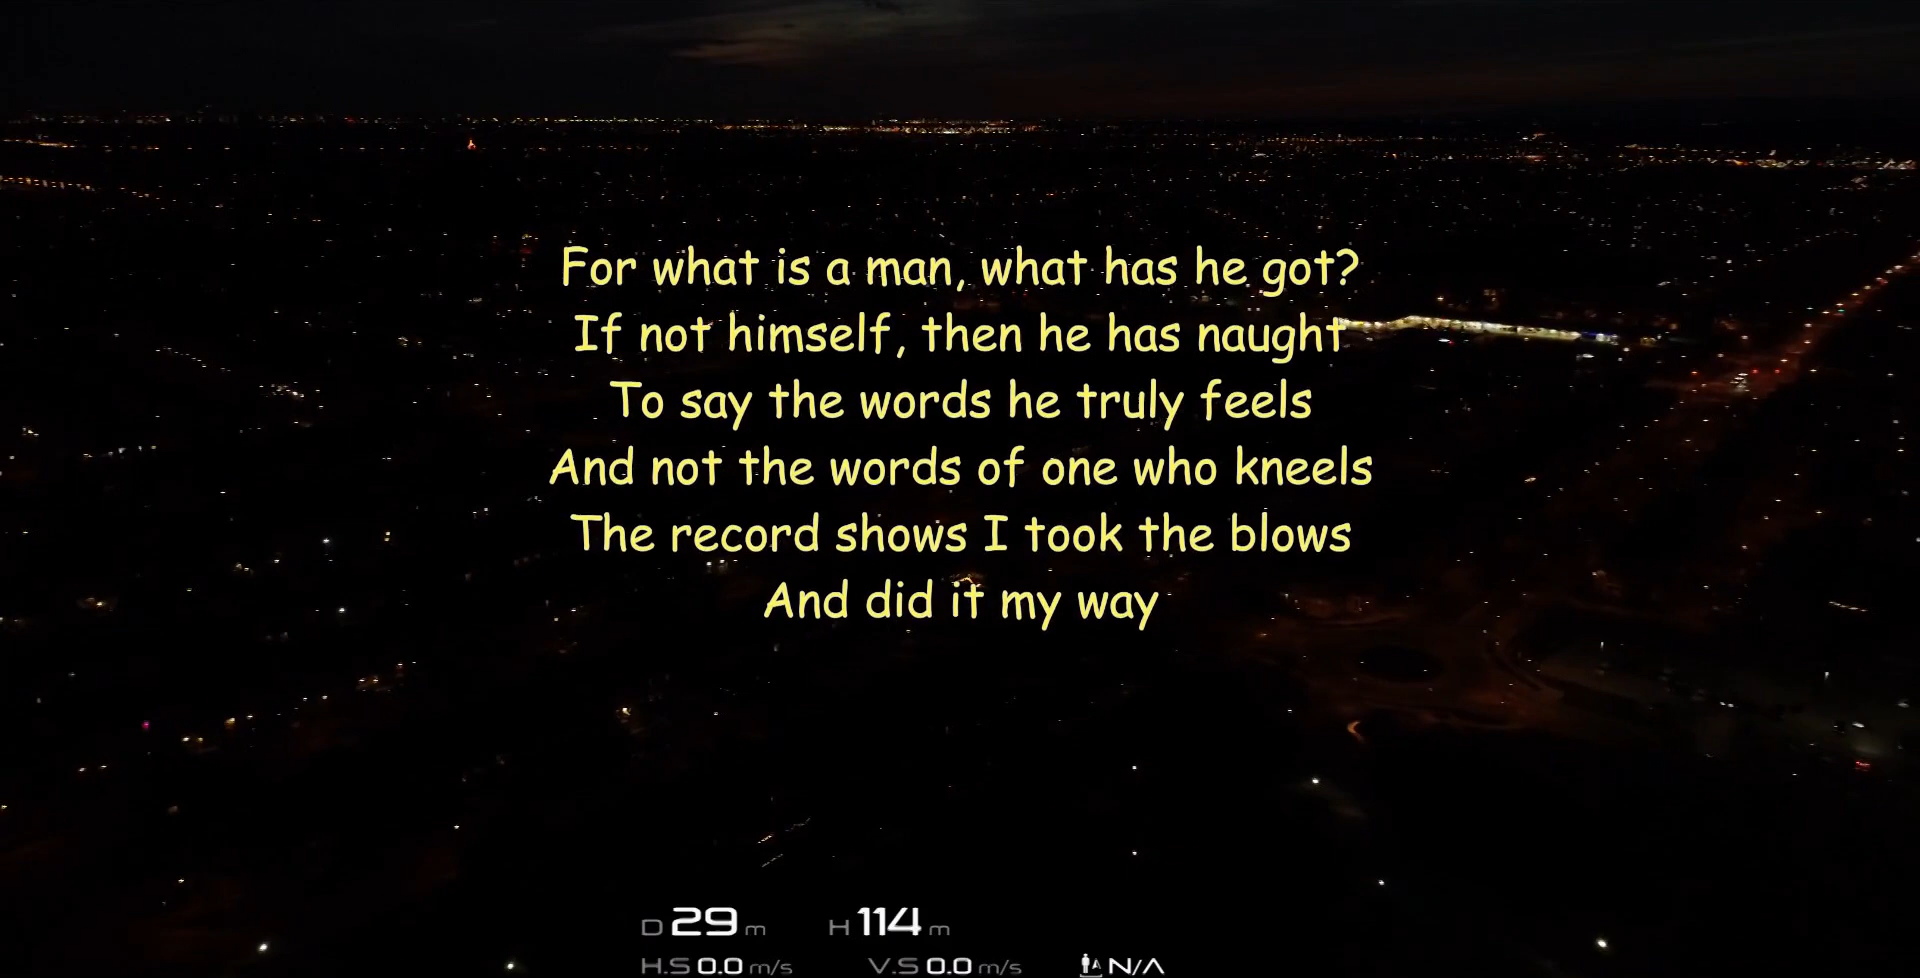 For what is a man, what has he got?
If not himself, then he has naught
To say the words he truly feels
And not the words of one who kneels
The record shows I took the blows
And did it my way
D 29 m H 114 m
H.S 0.0 m/s V.S 0.0 m/s N/A